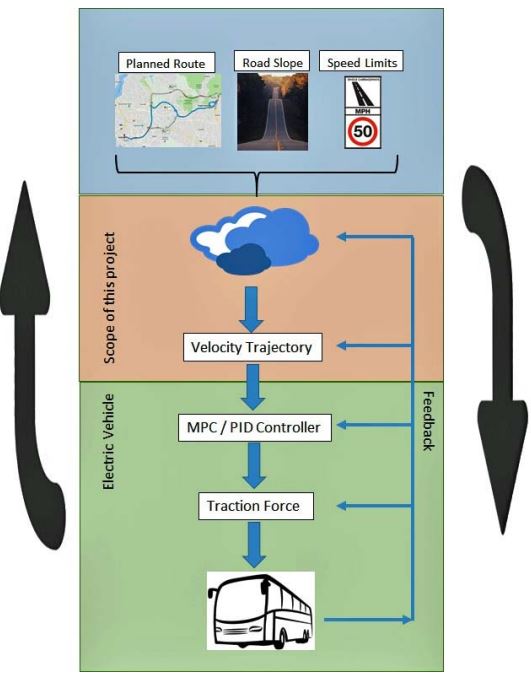 Planned Route
Road Slope
Speed Limits
MPH
50
Scope of this project
Velocity Trajectory
Electric Vehicle
MPC / PID Controller
Feedback
Traction Force